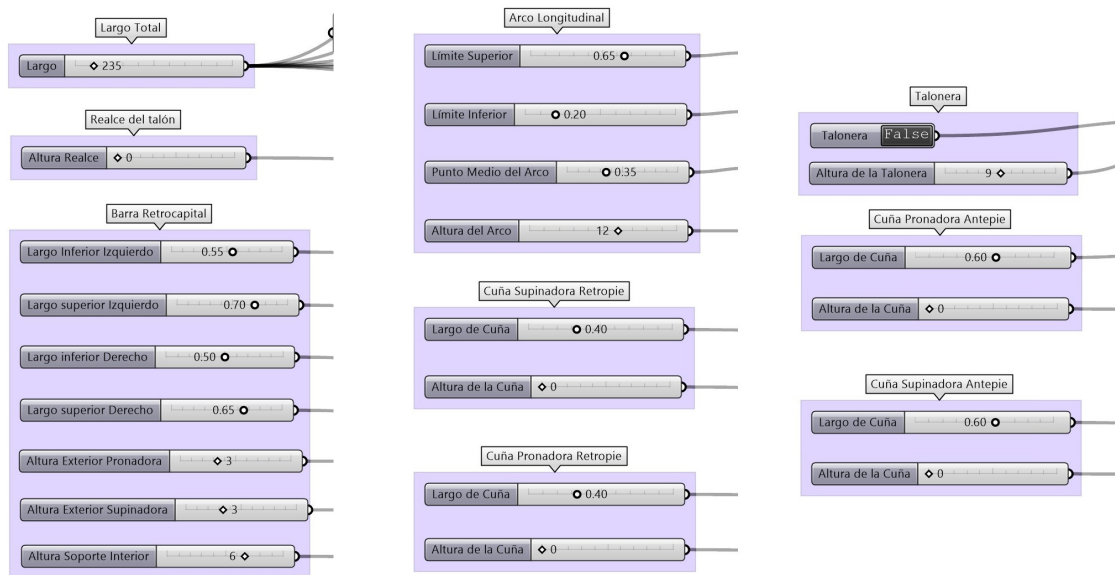 Largo Total
Largo 235
Realce del talón
Altura Realce 0
Barra Retrocapital
Largo Inferior Izquierdo 0.55
Largo superior Izquierdo 0.70
Largo inferior Derecho 0.50
Largo superior Derecho 0.65
Altura Exterior Pronadora 3
Altura Exterior Supinadora 3
Altura Soporte Interior 6
Arco Longitudinal
Límite Superior 0.65
Límite Inferior 0.20
Punto Medio del Arco 0.35
Altura del Arco 12
Cuña Supinadora Retropie
Largo de Cuña 0.40
Altura de la Cuña 0
Cuña Pronadora Retropie
Largo de Cuña 0.40
Altura de la Cuña 0
Talonera
Talonera False
Altura de la Talonera 9
Cuña Pronadora Antepie
Largo de Cuña 0.60
Altura de la Cuña 0
Cuña Supinadora Antepie
Largo de Cuña 0.60
Altura de la Cuña 0